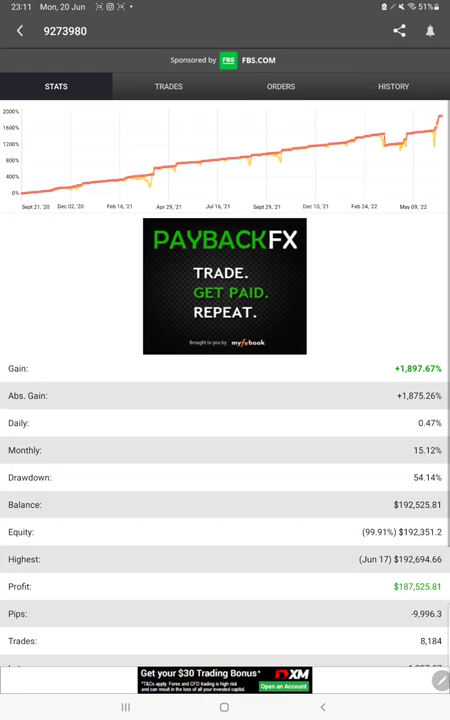 23:11 Mon, 20 Jun 51%
9273980
Sponsored by FBS FBS.COM
STATS TRADES ORDERS HISTORY
2000%
1600%
1200%
800%
400%
0%
Sept 21, '20 Dec 02, '20 Feb 16, '21 Apr 29, '21 Jul 16, '21 Sept 29, '21 Dec 10, '21 Feb 24, '22 May 09, '22
PAYBACKFX
TRADE.
GET PAID.
REPEAT.
Brought to you by myfxbook
Gain: +1,897.67%
Abs. Gain: +1,875.26%
Daily: 0.47%
Monthly: 15.12%
Drawdown: 54.14%
Balance: $192,525.81
Equity: (99.91%) $192,351.2
Highest: (Jun 17) $192,694.66
Profit: $187,525.81
Pips: -9,996.3
Trades: 8,184
Get your $30 Trading Bonus* XM
*T&Cs apply. Forex and CFD trading is high risk
and can result in the loss of all your invested capital.
Open an Account